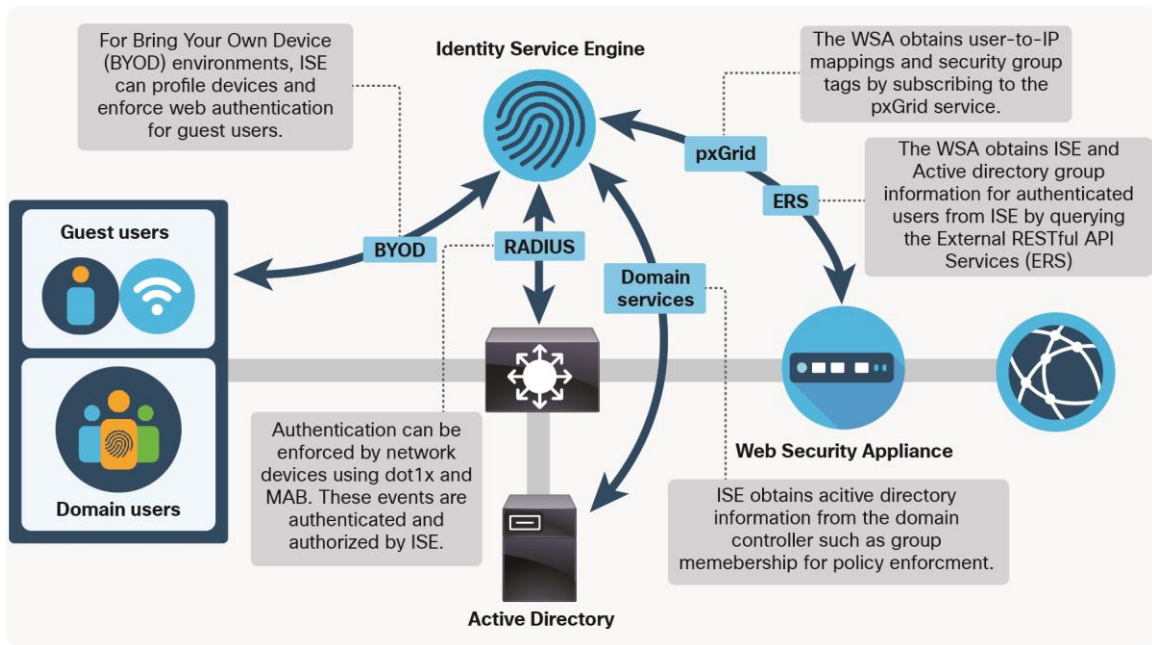 For Bring Your Own Device
(BYOD) environments, ISE
can profile devices and
enforce web authentication
for guest users.
Identity Service Engine
The WSA obtains user-to-IP
mappings and security group
tags by subscribing to the
pxGrid service.
pxGrid
The WSA obtains ISE and
Active directory group
information for authenticated
users from ISE by querying
the External RESTful API
Services (ERS)
ERS
Guest users
BYOD
RADIUS
Domain
services
Domain users
Authentication can be
enforced by network
devices using dot1x and
MAB. These events are
authenticated and
authorized by ISE.
Web Security Appliance
ISE obtains acitive directory
information from the domain
controller such as group
memebership for policy enforcment.
Active Directory